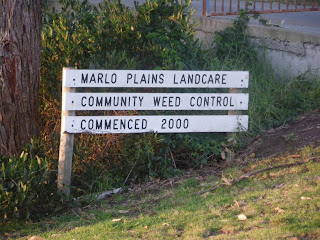 MARLO PLAINS LANDCARE
COMMUNITY WEED CONTROL
COMMENCED 2000